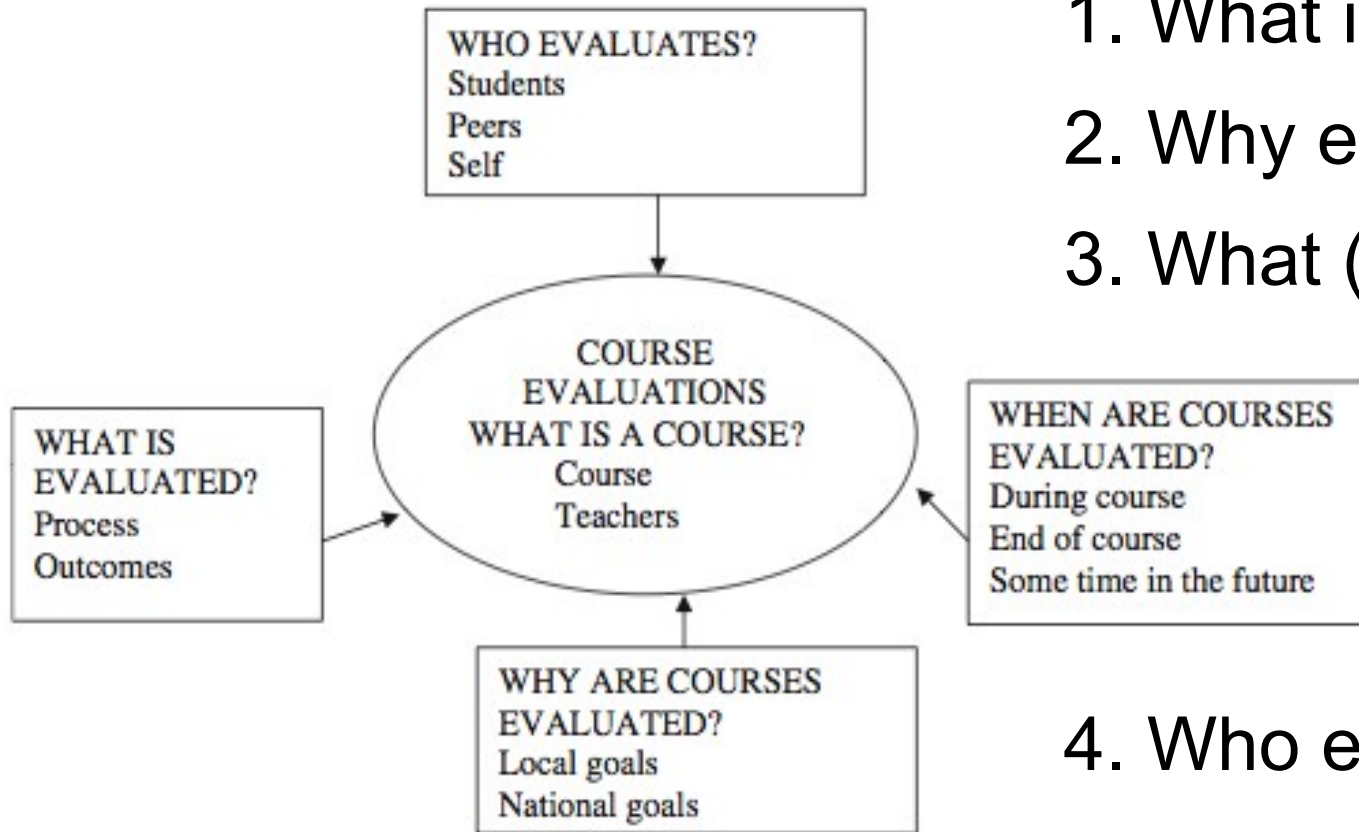 WHO EVALUATES?
Students
Peers
Self
COURSE
EVALUATIONS
WHAT IS A COURSE?
Course
Teachers
WHAT IS
EVALUATED?
Process
Outcomes
WHEN ARE COURSES
EVALUATED?
During course
End of course
Some time in the future
WHY ARE COURSES
EVALUATED?
Local goals
National goals
1. What i
2. Why e
3. What (
4. Who e